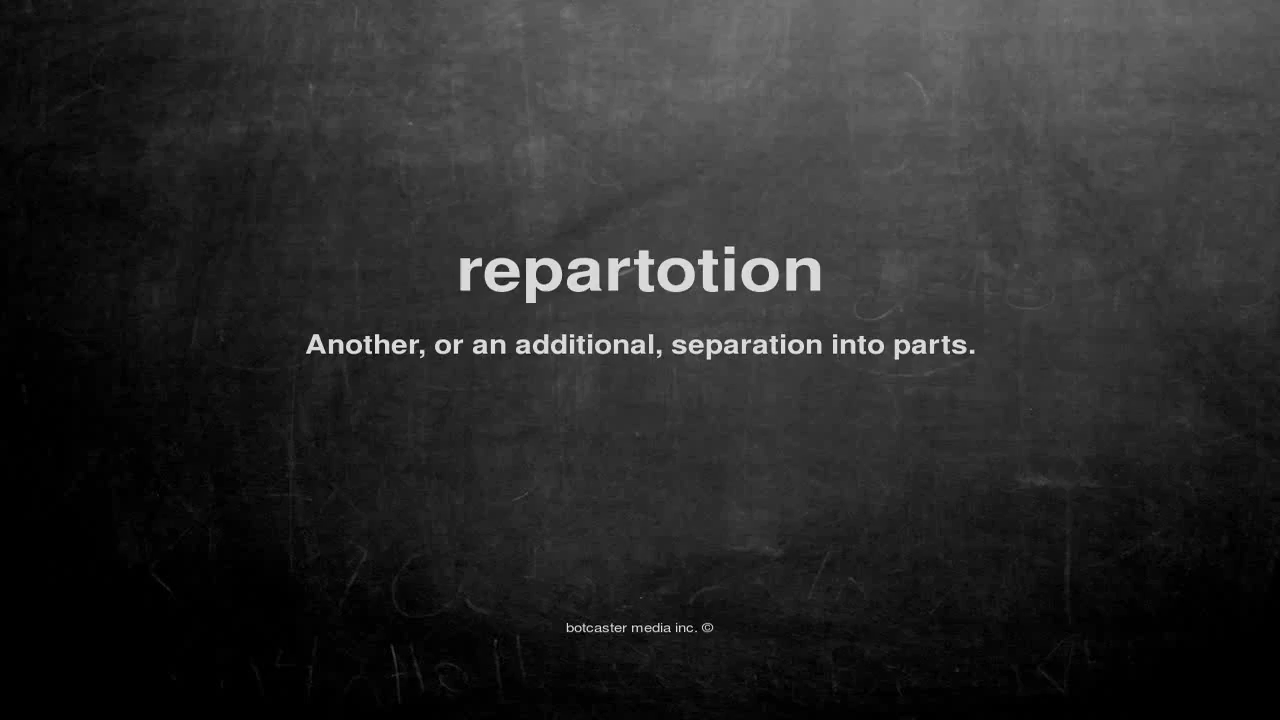 repartotion
Another, or an additional, separation into parts.
botcaster media inc. ©